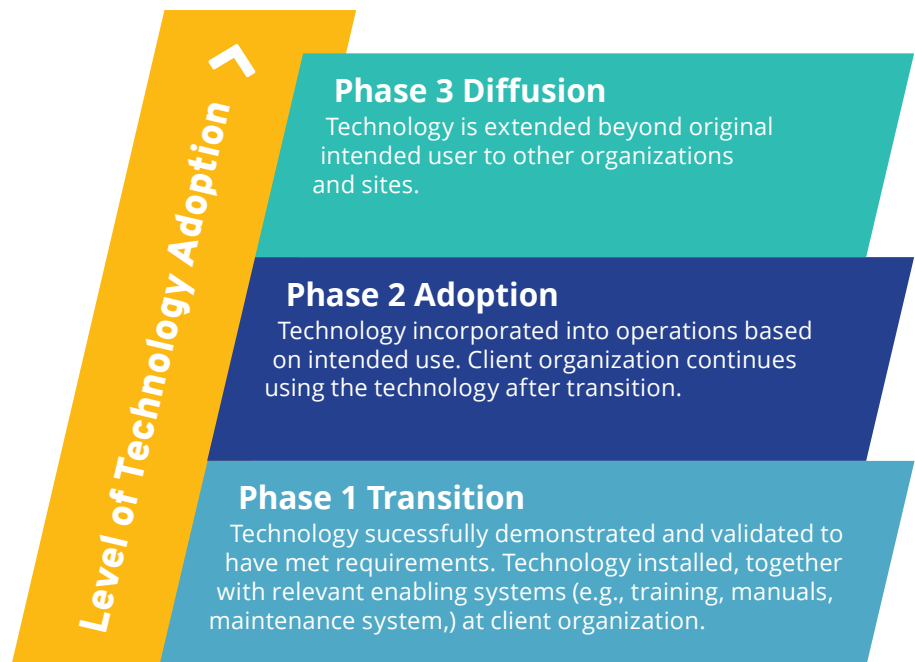 Level of Technology Adoption
Phase 3 Diffusion
Technology is extended beyond original
intended user to other organizations
and sites.
Phase 2 Adoption
Technology incorporated into operations based
on intended use. Client organization continues
using the technology after transition.
Phase 1 Transition
Technology sucessfully demonstrated and validated to
have met requirements. Technology installed, together
with relevant enabling systems (e.g., training, manuals,
maintenance system,) at client organization.